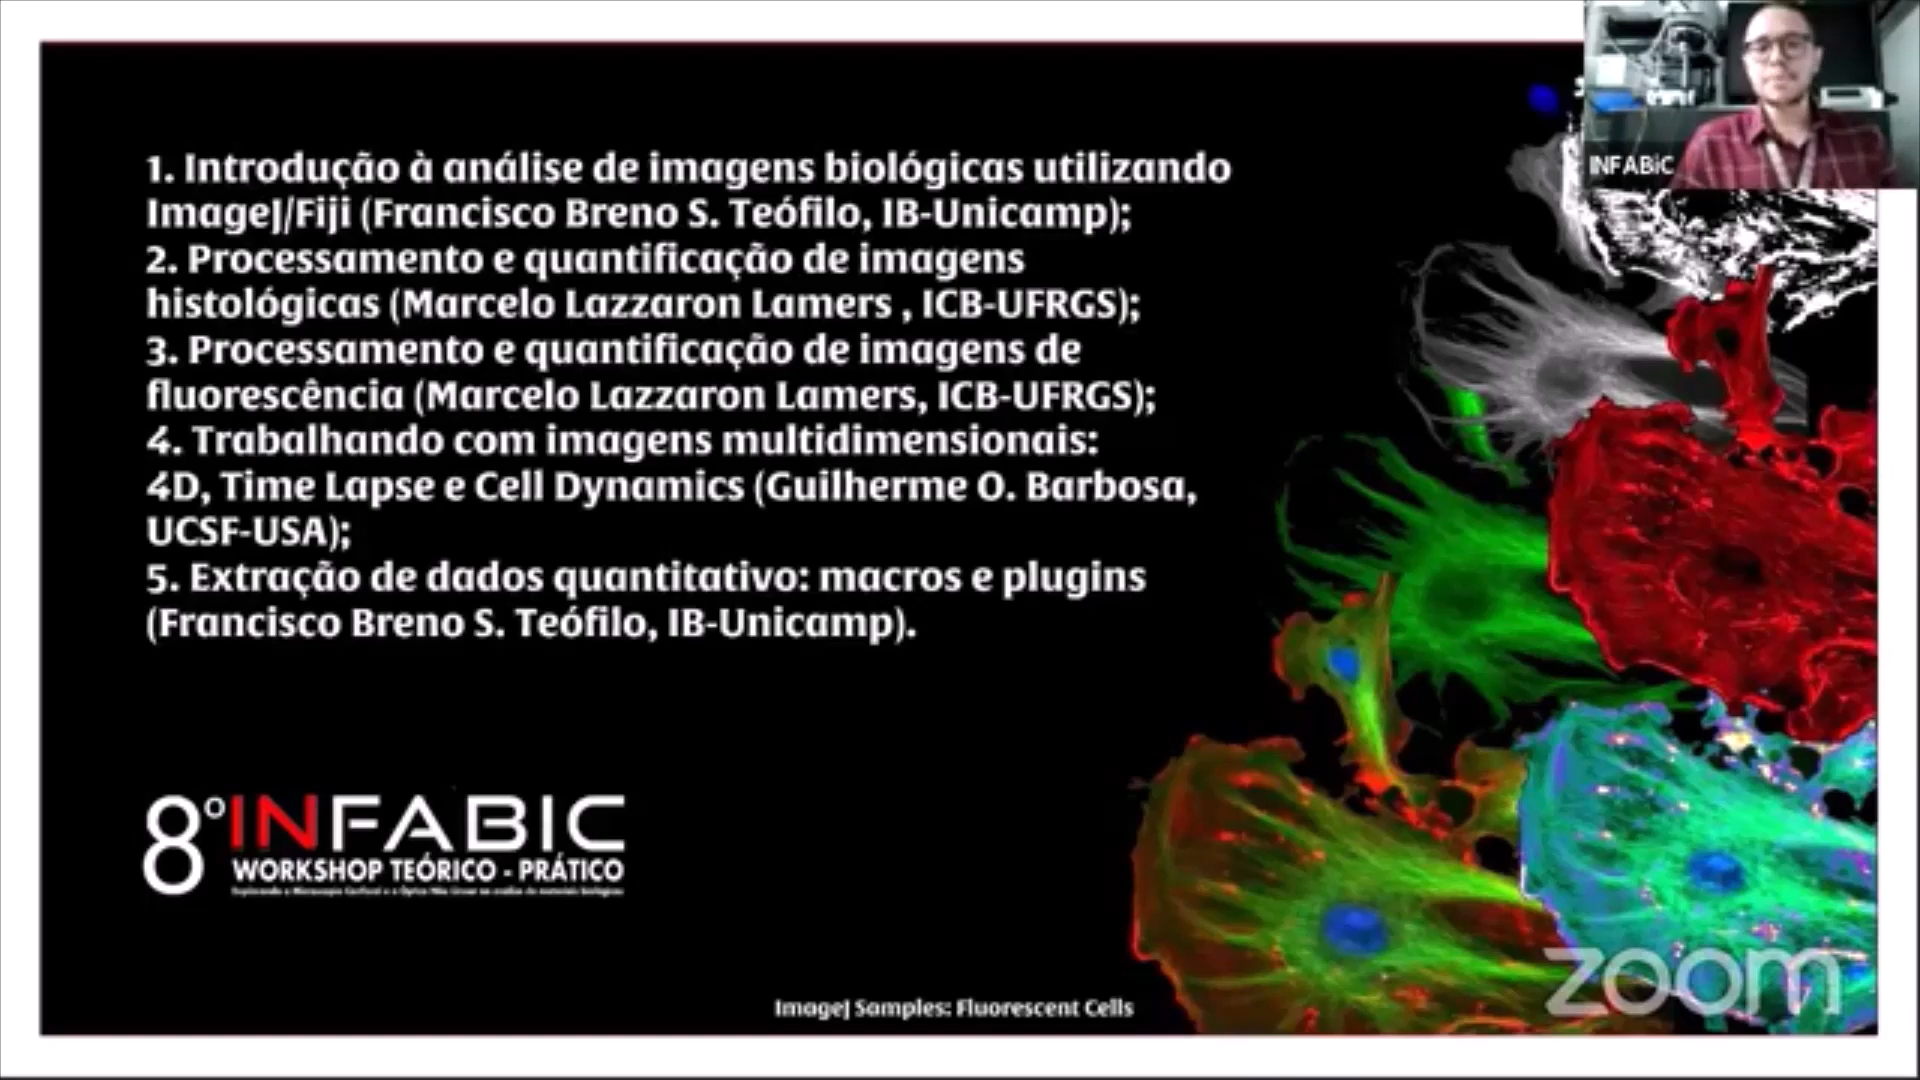 1. Introdução à análise de imagens biológicas utilizando
ImageJ/Fiji (Francisco Breno S. Teófilo, IB-Unicamp);
2. Processamento e quantificação de imagens
histológicas (Marcelo Lazzaron Lamers , ICB-UFRGS);
3. Processamento e quantificação de imagens de
fluorescência (Marcelo Lazzaron Lamers, ICB-UFRGS);
4. Trabalhando com imagens multidimensionais:
4D, Time Lapse e Cell Dynamics (Guilherme O. Barbosa,
UCSF-USA);
5. Extração de dados quantitativo: macros e plugins
(Francisco Breno S. Teófilo, IB-Unicamp).
INFABiC
8º INFABIC
WORKSHOP TEÓRICO - PRÁTICO
ImageJ Samples: Fluorescent Cells
zoom